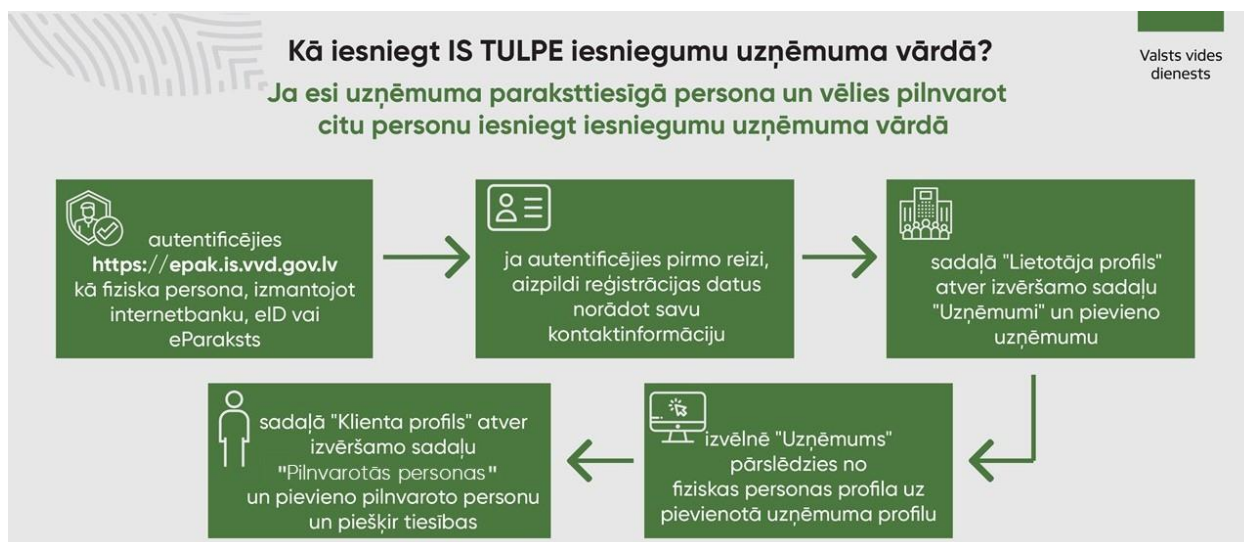 Kā iesniegt IS TULPE iesniegumu uzņēmuma vārdā?
Valsts vides
dienests
Ja esi uzņēmuma paraksttiesīgā persona un vēlies pilnvarot
citu personu iesniegt iesniegumu uzņēmuma vārdā
autentificējies
https://epak.is.vvd.gov.lv
kā fiziska persona, izmantojot
internetbanku, eID vai
eParaksts
ja autentificējies pirmo reizi,
aizpildi reģistrācijas datus
norādot savu
kontaktinformāciju
sadaļā "Lietotāja profils"
atver izvēršamo sadaļu
"Uzņēmumi" un pievieno
uzņēmumu
izvēlnē "Uzņēmums"
pārslēdzies no
fiziskas personas profila uz
pievienotā uzņēmuma profilu
sadaļā "Klienta profils" atver
izvēršamo sadaļu
"Pilnvarotās personas"
un pievieno pilnvaroto personu
un piešķir tiesības